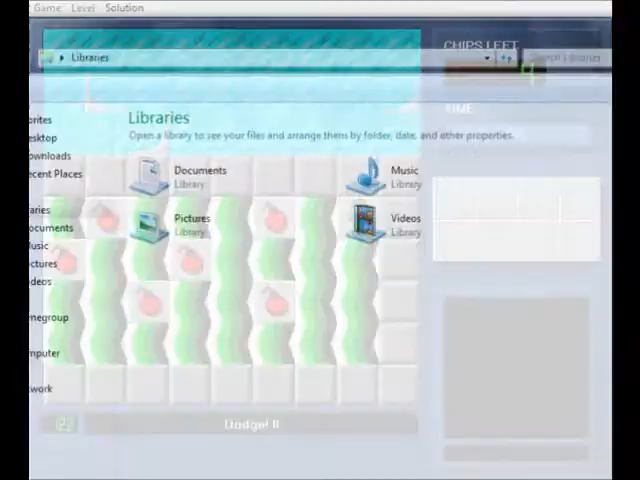 Game Level Solution
CHIPS LEFT
Libraries
Search Libraries
Libraries
TIME
Open a library to see your files and arrange them by folder, date, and other properties.
orites
esktop
ownloads
ecent Places
Documents
Library
Music
Library
aries
ocuments
usic
ictures
deos
Pictures
Library
Videos
Library
megroup
mputer
twork
Dodge! II